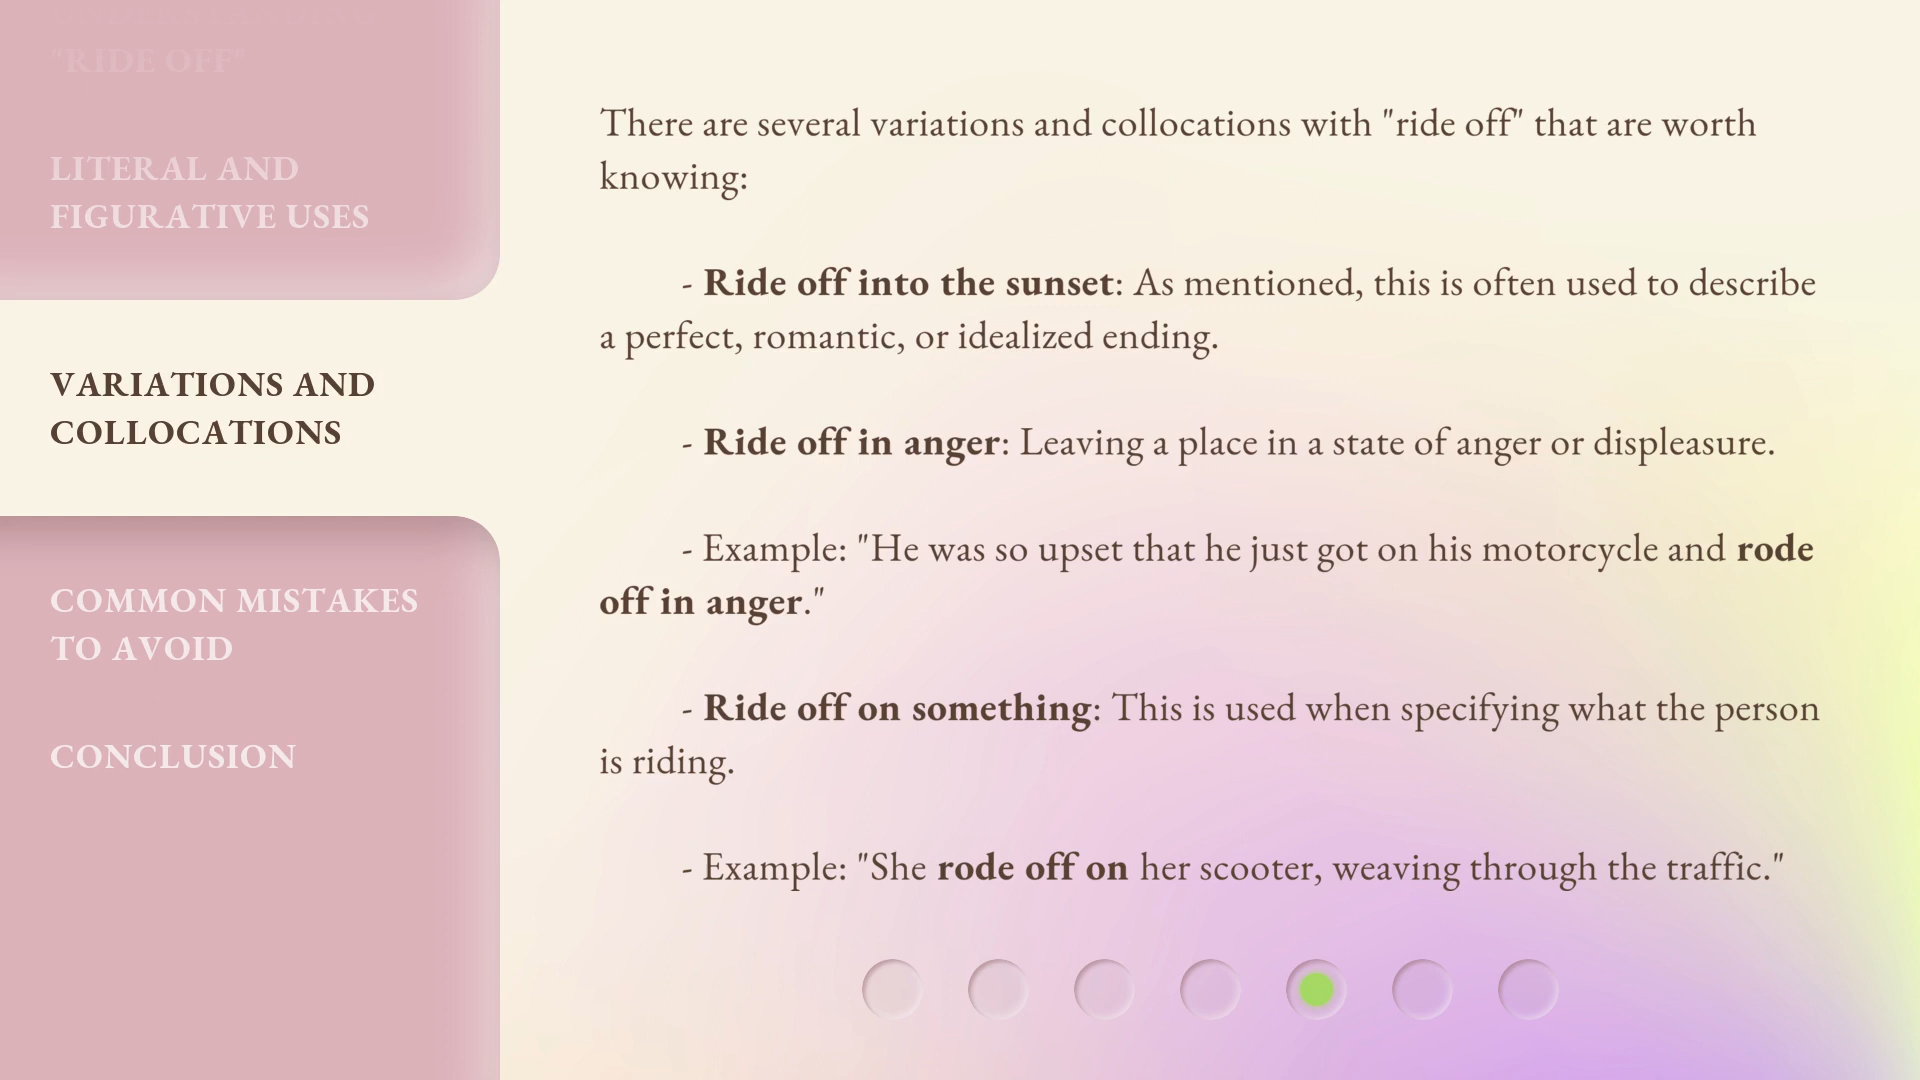 "RIDE OFF"
LITERAL AND
FIGURATIVE USES
VARIATIONS AND
COLLOCATIONS
COMMON MISTAKES
TO AVOID
CONCLUSION
There are several variations and collocations with "ride off" that are worth
knowing:
- Ride off into the sunset: As mentioned, this is often used to describe
a perfect, romantic, or idealized ending.
- Ride off in anger: Leaving a place in a state of anger or displeasure.
- Example: "He was so upset that he just got on his motorcycle and rode
off in anger."
- Ride off on something: This is used when specifying what the person
is riding.
- Example: "She rode off on her scooter, weaving through the traffic."